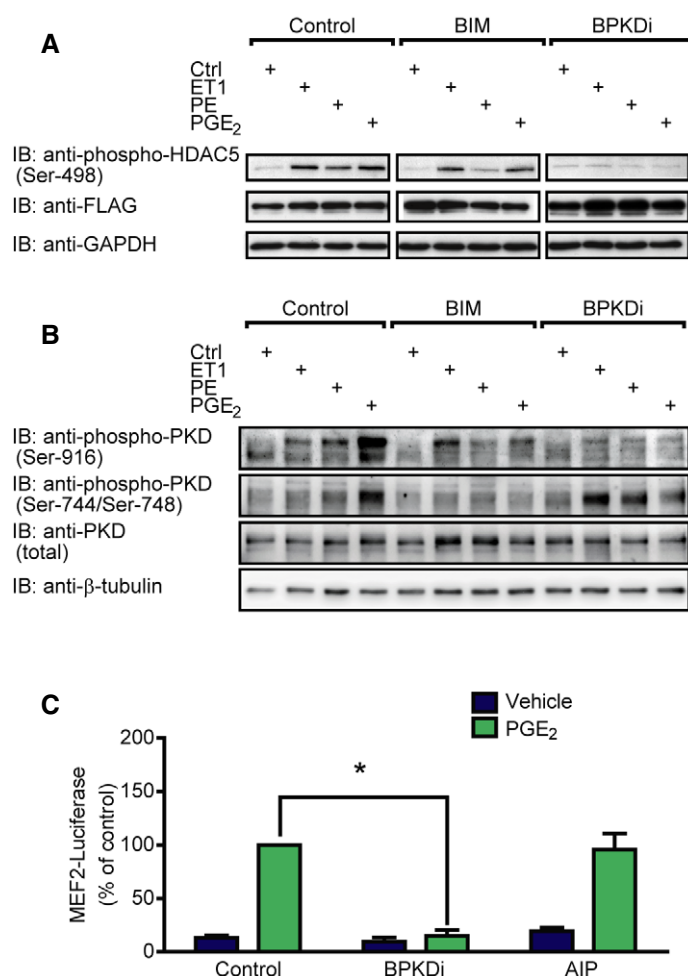 A
Control BIM BPKDi
Ctrl + + +
ET1 + + +
PE + + +
PGE2 + + +
IB: anti-phospho-HDAC5
(Ser-498)
IB: anti-FLAG
IB: anti-GAPDH
B
Control BIM BPKDi
Ctrl + + +
ET1 + + +
PE + + +
PGE2 + + +
IB: anti-phospho-PKD
(Ser-916)
IB: anti-phospho-PKD
(Ser-744/Ser-748)
IB: anti-PKD
(total)
IB: anti-β-tubulin
C
Vehicle
PGE2
MEF2-Luciferase
(% of control)
200
150
100
50
0
*
Control BPKDi AIP